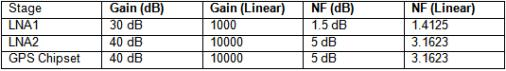 Stage Gain (dB) Gain (Linear) NF (dB) NF (Linear)
LNA1 30 dB 1000 1.5 dB 1.4125
LNA2 40 dB 10000 5 dB 3.1623
GPS Chipset 40 dB 10000 5 dB 3.1623